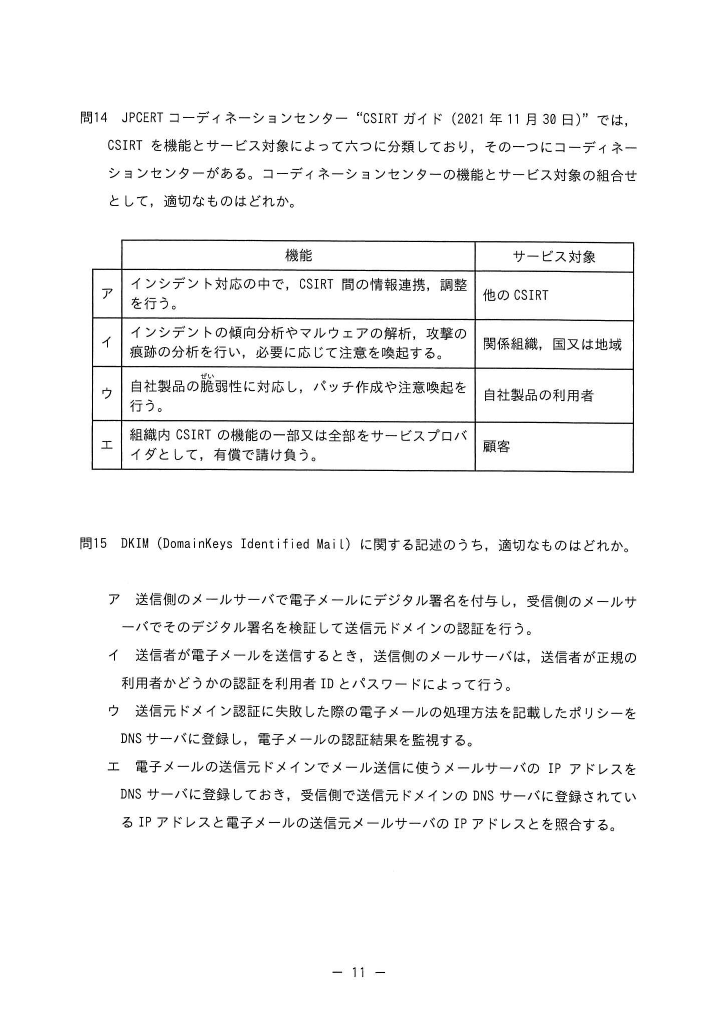 問14 JPCERT コーディネーションセンター“CSIRT ガイド（2021 年 11 月 30 日）”では，
CSIRT を機能とサービス対象によって六つに分類しており，その一つにコーディネー
ションセンターがある。コーディネーションセンターの機能とサービス対象の組合せ
として，適切なものはどれか。
機能 サービス対象
ア インシデント対応の中で，CSIRT 間の情報連携，調整
を行う。 他の CSIRT
イ インシデントの傾向分析やマルウェアの解析，攻撃の
痕跡の分析を行い，必要に応じて注意を喚起する。 関係組織，国又は地域
ぜい
ウ 自社製品の脆弱性に対応し，パッチ作成や注意喚起を
行う。 自社製品の利用者
エ 組織内 CSIRT の機能の一部又は全部をサービスプロバ
イダとして，有償で請け負う。 顧客
問15 DKIM（DomainKeys Identified Mail）に関する記述のうち，適切なものはどれか。
ア 送信側のメールサーバで電子メールにデジタル署名を付与し，受信側のメールサ
ーバでそのデジタル署名を検証して送信元ドメインの認証を行う。
イ 送信者が電子メールを送信するとき，送信側のメールサーバは，送信者が正規の
利用者かどうかの認証を利用者 ID とパスワードによって行う。
ウ 送信元ドメイン認証に失敗した際の電子メールの処理方法を記載したポリシーを
DNS サーバに登録し，電子メールの認証結果を監視する。
エ 電子メールの送信元ドメインでメール送信に使うメールサーバの IP アドレスを
DNS サーバに登録しておき，受信側で送信元ドメインの DNS サーバに登録されてい
る IP アドレスと電子メールの送信元メールサーバの IP アドレスとを照合する。
― 11 ―